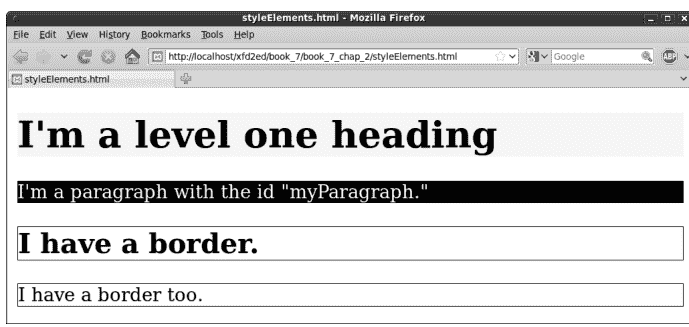 styleElements.html - Mozilla Firefox
File Edit View History Bookmarks Tools Help
http://localhost/xfd2ed/book_7/book_7_chap_2/styleElements.html
Google
ABP
styleElements.html
I'm a level one heading
I'm a paragraph with the id "myParagraph."
I have a border.
I have a border too.